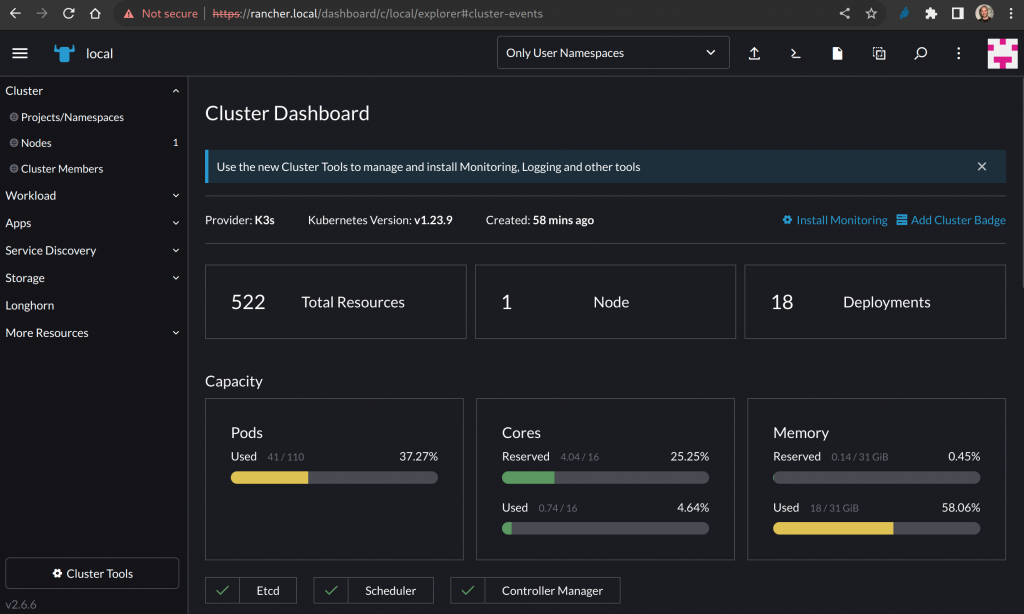 Not secure https://rancher.local/dashboard/c/local/explorer#cluster-events
local
Only User Namespaces
Cluster
Projects/Namespaces
Nodes 1
Cluster Members
Workload
Apps
Service Discovery
Storage
Longhorn
More Resources
Cluster Tools
v2.6.6
Cluster Dashboard
Use the new Cluster Tools to manage and install Monitoring, Logging and other tools
Provider: K3s Kubernetes Version: v1.23.9 Created: 58 mins ago Install Monitoring Add Cluster Badge
522 Total Resources
1 Node
18 Deployments
Capacity
Pods
Used 41 / 110 37.27%
Cores
Reserved 4.04 / 16 25.25%
Used 0.74 / 16 4.64%
Memory
Reserved 0.14 / 31 GiB 0.45%
Used 18 / 31 GiB 58.06%
Etcd
Scheduler
Controller Manager